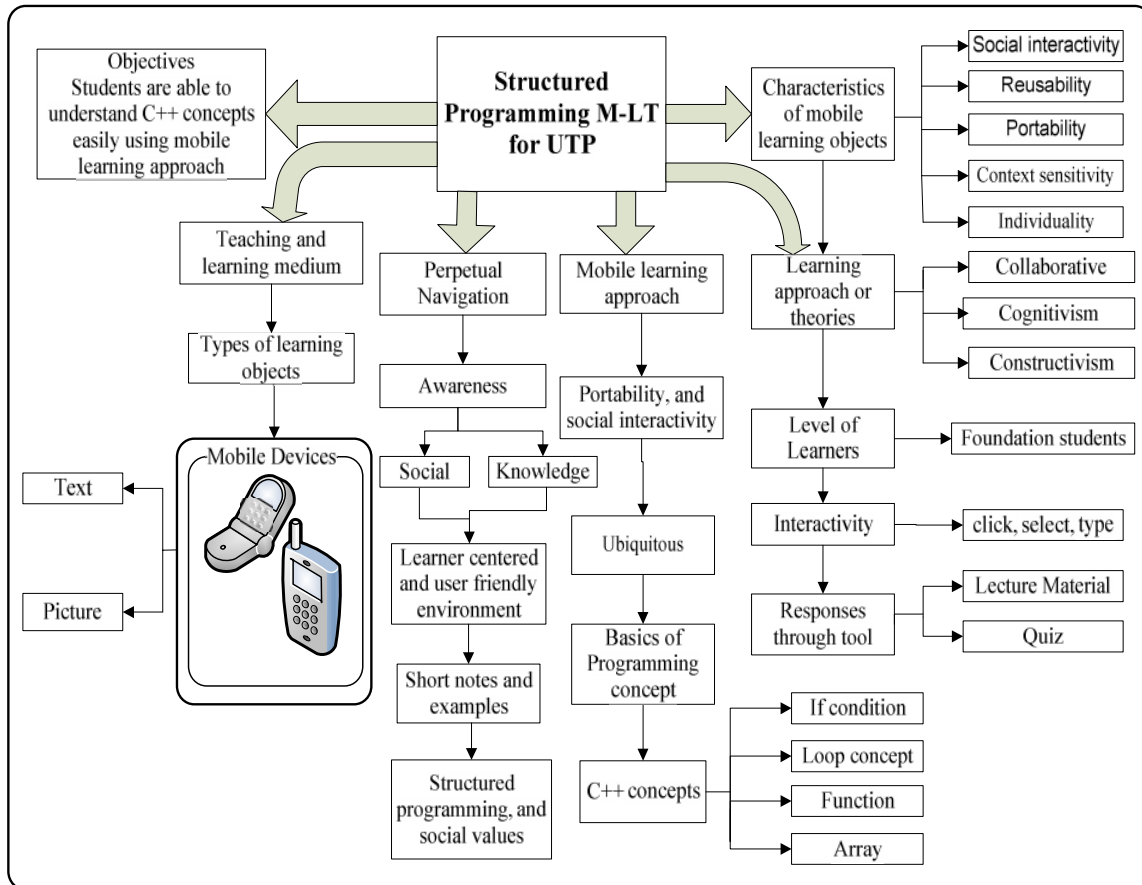 Objectives
Students are able to
understand C++ concepts
easily using mobile
learning approach
Structured
Programming M-LT
for UTP
Characteristics
of mobile
learning objects
Social interactivity
Reusability
Portability
Context sensitivity
Individuality
Teaching and
learning medium
Perpetual
Navigation
Mobile learning
approach
Learning
approach or
theories
Collaborative
Cognitivism
Constructivism
Types of learning
objects
Awareness
Portability, and
social interactivity
Level of
Learners
Foundation students
Mobile Devices
Text
Picture
Social
Knowledge
Interactivity
click, select, type
Learner centered
and user friendly
environment
Ubiquitous
Responses
through tool
Lecture Material
Quiz
Short notes and
examples
Basics of
Programming
concept
Structured
programming, and
social values
C++ concepts
If condition
Loop concept
Function
Array